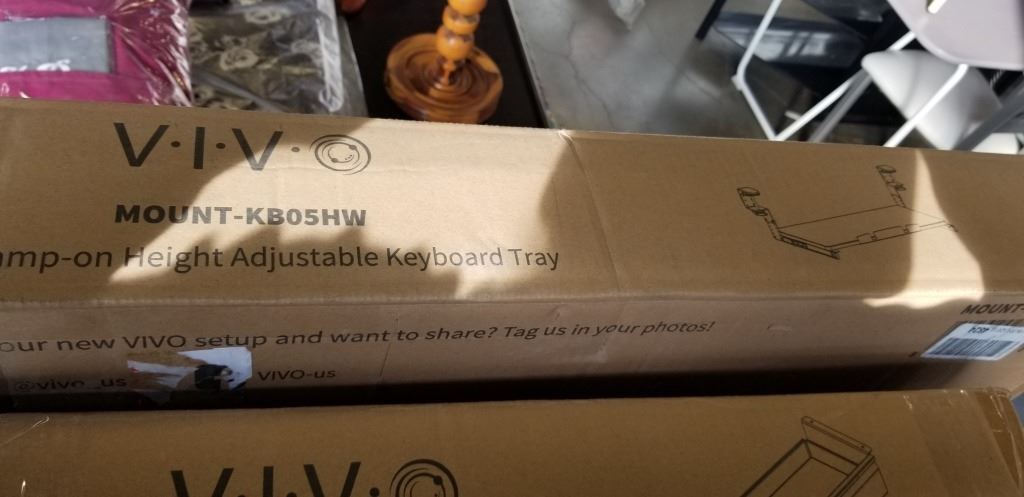 V·I·V·O
MOUNT-KB05HW
amp-on Height Adjustable Keyboard Tray
our new VIVO setup and want to share? Tag us in your photos!
@vivo_us VIVO-us
MOUNT-
V·I·V·O